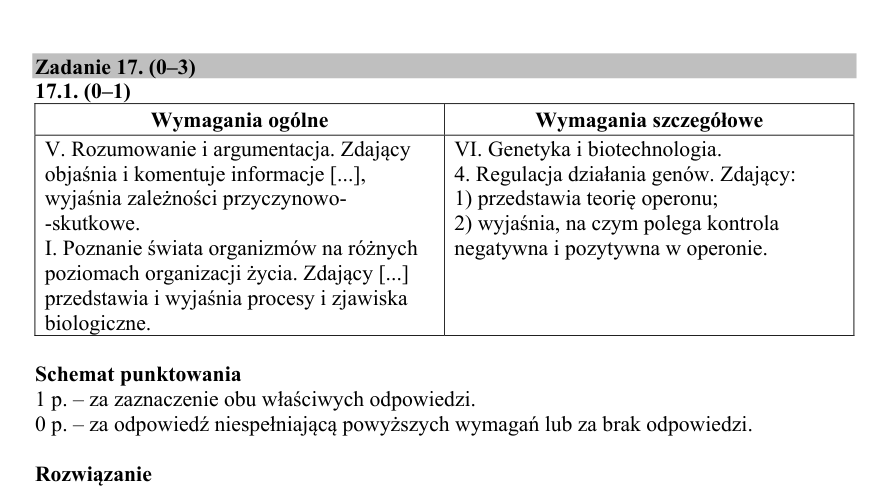 Zadanie 17. (0–3)
17.1. (0–1)
Wymagania ogólne
Wymagania szczegółowe
V. Rozumowanie i argumentacja. Zdający
objaśnia i komentuje informacje [...],
wyjaśnia zależności przyczynowo-
-skutkowe.
I. Poznanie świata organizmów na różnych
poziomach organizacji życia. Zdający [...]
przedstawia i wyjaśnia procesy i zjawiska
biologiczne.
VI. Genetyka i biotechnologia.
4. Regulacja działania genów. Zdający:
1) przedstawia teorię operonu;
2) wyjaśnia, na czym polega kontrola
negatywna i pozytywna w operonie.
Schemat punktowania
1 p. – za zaznaczenie obu właściwych odpowiedzi.
0 p. – za odpowiedź niespełniającą powyższych wymagań lub za brak odpowiedzi.
Rozwiązanie